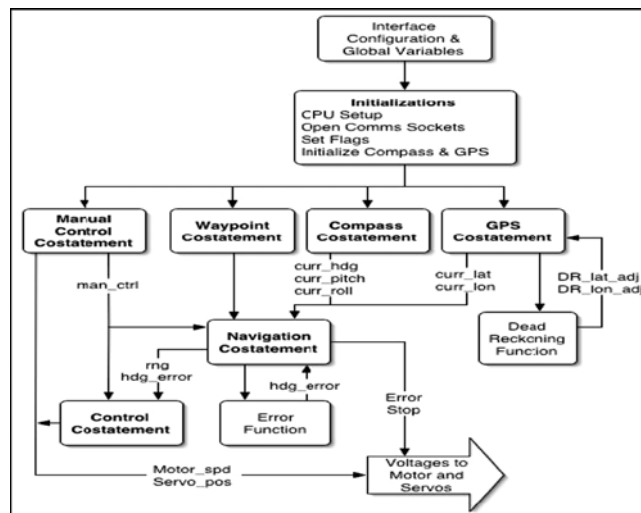 Interface
Configuration &
Global Variables
Initializations
CPU Setup
Open Comms Sockets
Set Flags
Initialize Compass & GPS
Manual
Control
Costatement
Waypoint
Costatement
Compass
Costatement
GPS
Costatement
man_ctrl
curr_hdg
curr_pitch
curr_roll
curr_lat
curr_lon
DR_lat_adj
DR_lon_adj
Navigation
Costatement
Dead
Reckoning
Function
rng
hdg_error
hdg_error
Control
Costatement
Error
Function
Error
Stop
Motor_spd
Servo_pos
Voltages to
Motor and
Servos